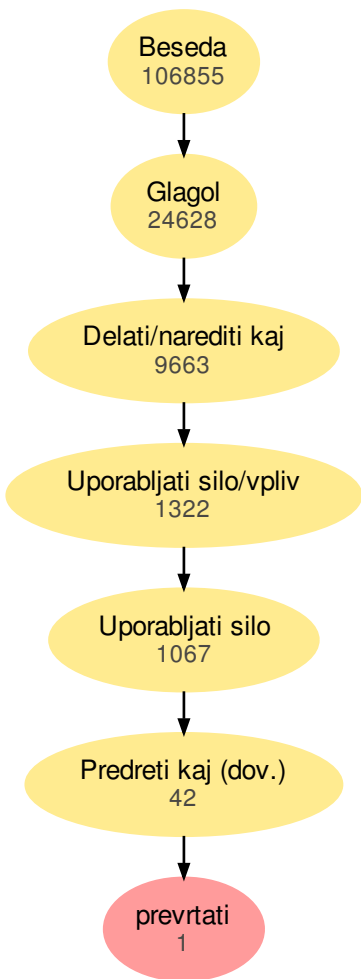 Beseda
106855
Glagol
24628
Delati/narediti kaj
9663
Uporabljati silo/vpliv
1322
Uporabljati silo
1067
Predreti kaj (dov.)
42
prevrtati
1